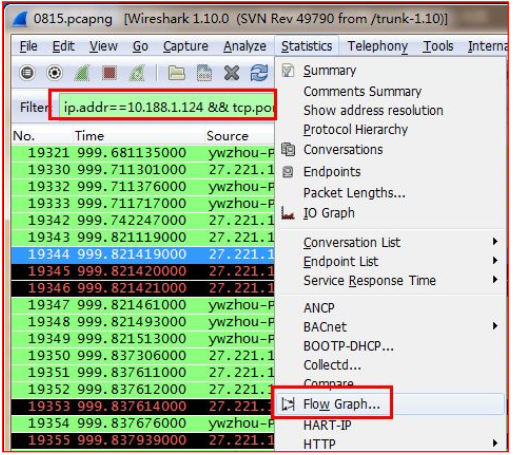 0815.pcapng [Wireshark 1.10.0 (SVN Rev 49790 from /trunk-1.10)]
File Edit View Go Capture Analyze Statistics Telephony Tools Interna
Filter: ip.addr==10.188.1.124 && tcp.por
No. Time Source
19321 999.681135000 ywzhou-P
19330 999.711301000 27.221.1
19332 999.711376000 ywzhou-P
19333 999.711717000 ywzhou-P
19342 999.742247000 27.221.1
19343 999.821119000 27.221.1
19344 999.821419000 27.221.1
19345 999.821420000 27.221.1
19346 999.821421000 27.221.1
19347 999.821461000 ywzhou-P
19348 999.821493000 ywzhou-P
19349 999.821513000 ywzhou-P
19350 999.837306000 27.221.1
19351 999.837611000 27.221.1
19352 999.837612000 27.221.1
19353 999.837614000 27.221.1
19354 999.837676000 ywzhou-P
19355 999.837939000 27.221.1
Summary
Comments Summary
Show address resolution
Protocol Hierarchy
Conversations
Endpoints
Packet Lengths...
IO Graph
Conversation List
Endpoint List
Service Response Time
ANCP
BACnet
BOOTP-DHCP...
Collectd...
Compare
Flow Graph...
HART-IP
HTTP